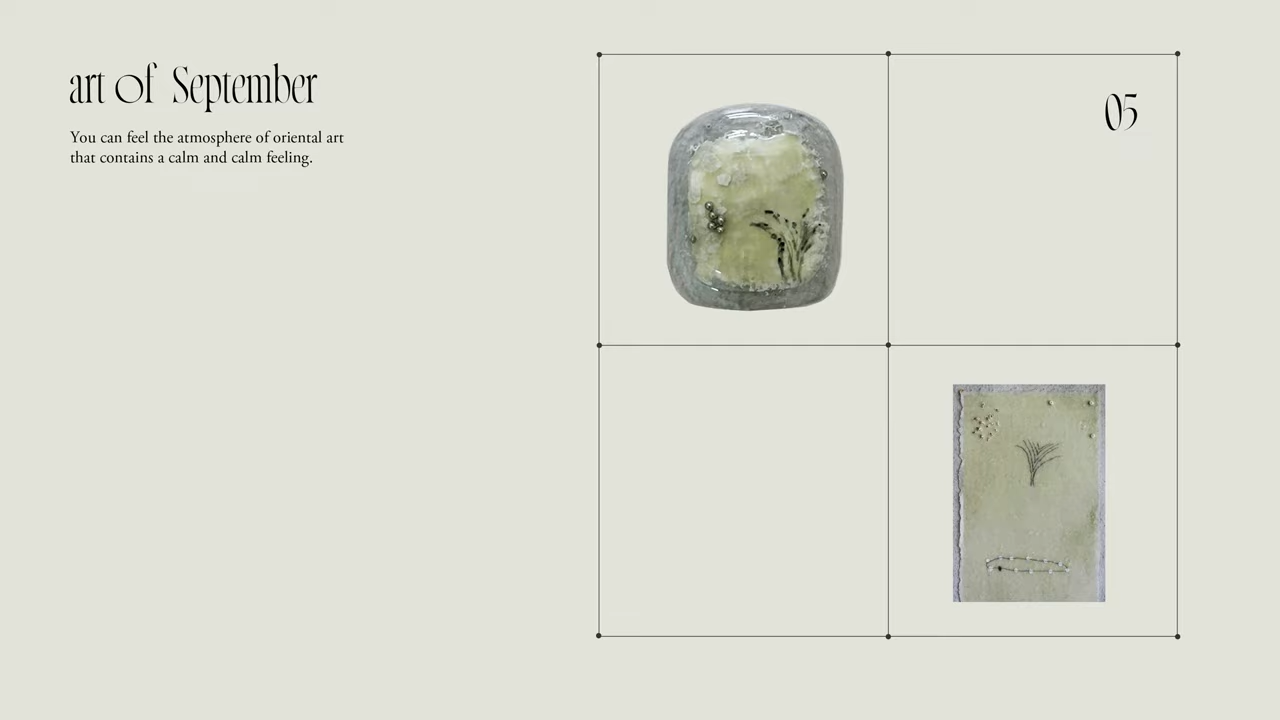 art of September
You can feel the atmosphere of oriental art
that contains a calm and calm feeling.
05